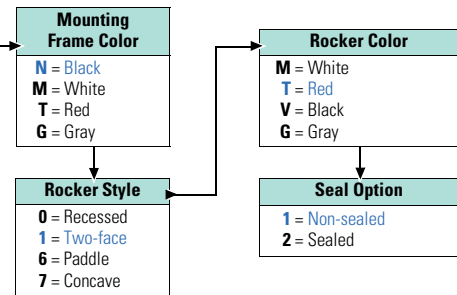 Mounting
Frame Color
N = Black
M = White
T = Red
G = Gray
Rocker Style
0 = Recessed
1 = Two-face
6 = Paddle
7 = Concave
Rocker Color
M = White
T = Red
V = Black
G = Gray
Seal Option
1 = Non-sealed
2 = Sealed